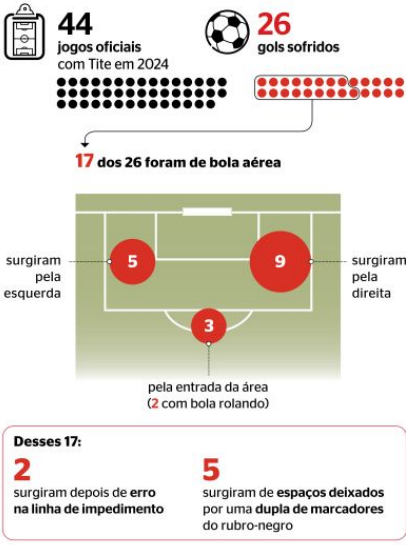 44
jogos oficiais
com Tite em 2024
26
gols sofridos
17 dos 26 foram de bola aérea
surgiram
pela
esquerda
5
9
surgiram
pela
direita
3
pela entrada da área
(2 com bola rolando)
Desses 17:
2
surgiram depois de erro
na linha de impedimento
5
surgiram de espaços deixados
por uma dupla de marcadores
do rubro-negro